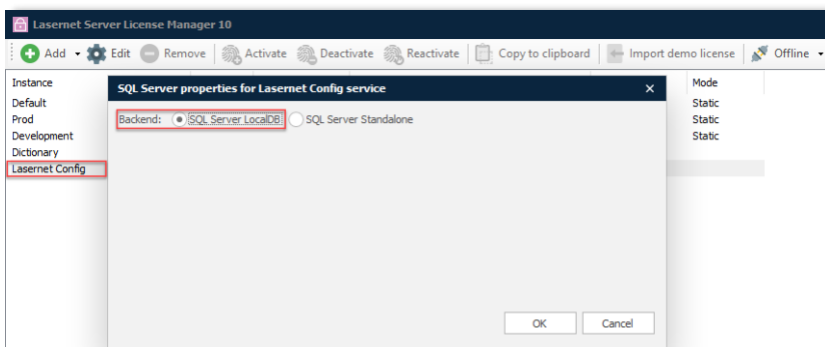 Lasernet Server License Manager 10
Add Edit Remove Activate Deactivate Reactivate Copy to clipboard Import demo license Offline
Instance Mode
SQL Server properties for Lasernet Config service
Default Static
Prod Backend: SQL Server LocalDB SQL Server Standalone Static
Development Static
Dictionary
Lasernet Config
OK Cancel